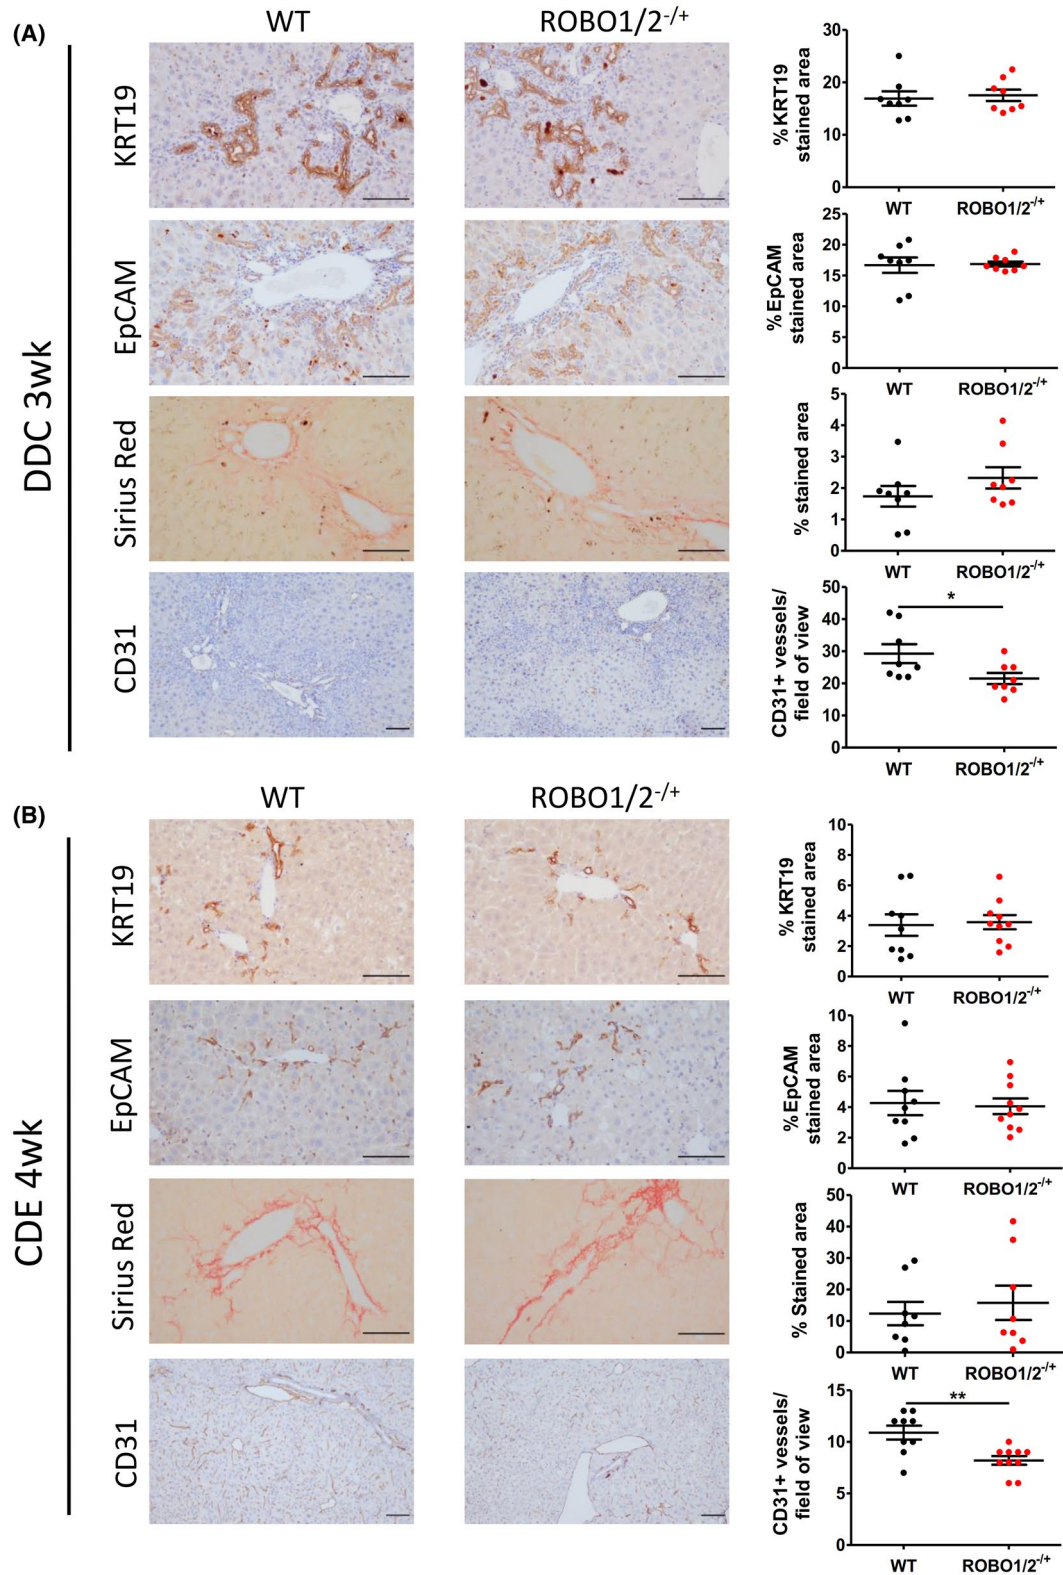 (A)
WT
ROBO1/2-/+
DDC 3wk
KRT19
EpCAM
Sirius Red
CD31
30
20
10
0
% KRT19
stained area
WT
ROBO1/2-/+
25
20
15
10
5
0
% EpCAM
stained area
WT
ROBO1/2-/+
5
4
3
2
1
0
% stained area
WT
ROBO1/2-/+
50
40
30
20
10
0
CD31+ vessels/
field of view
*
WT
ROBO1/2-/+
(B)
WT
ROBO1/2-/+
CDE 4wk
KRT19
EpCAM
Sirius Red
CD31
10
8
6
4
2
0
% KRT19
stained area
WT
ROBO1/2-/+
10
8
6
4
2
0
% EpCAM
stained area
WT
ROBO1/2-/+
50
40
30
20
10
0
% Stained area
WT
ROBO1/2-/+
15
10
5
0
CD31+ vessels/
field of view
**
WT
ROBO1/2-/+